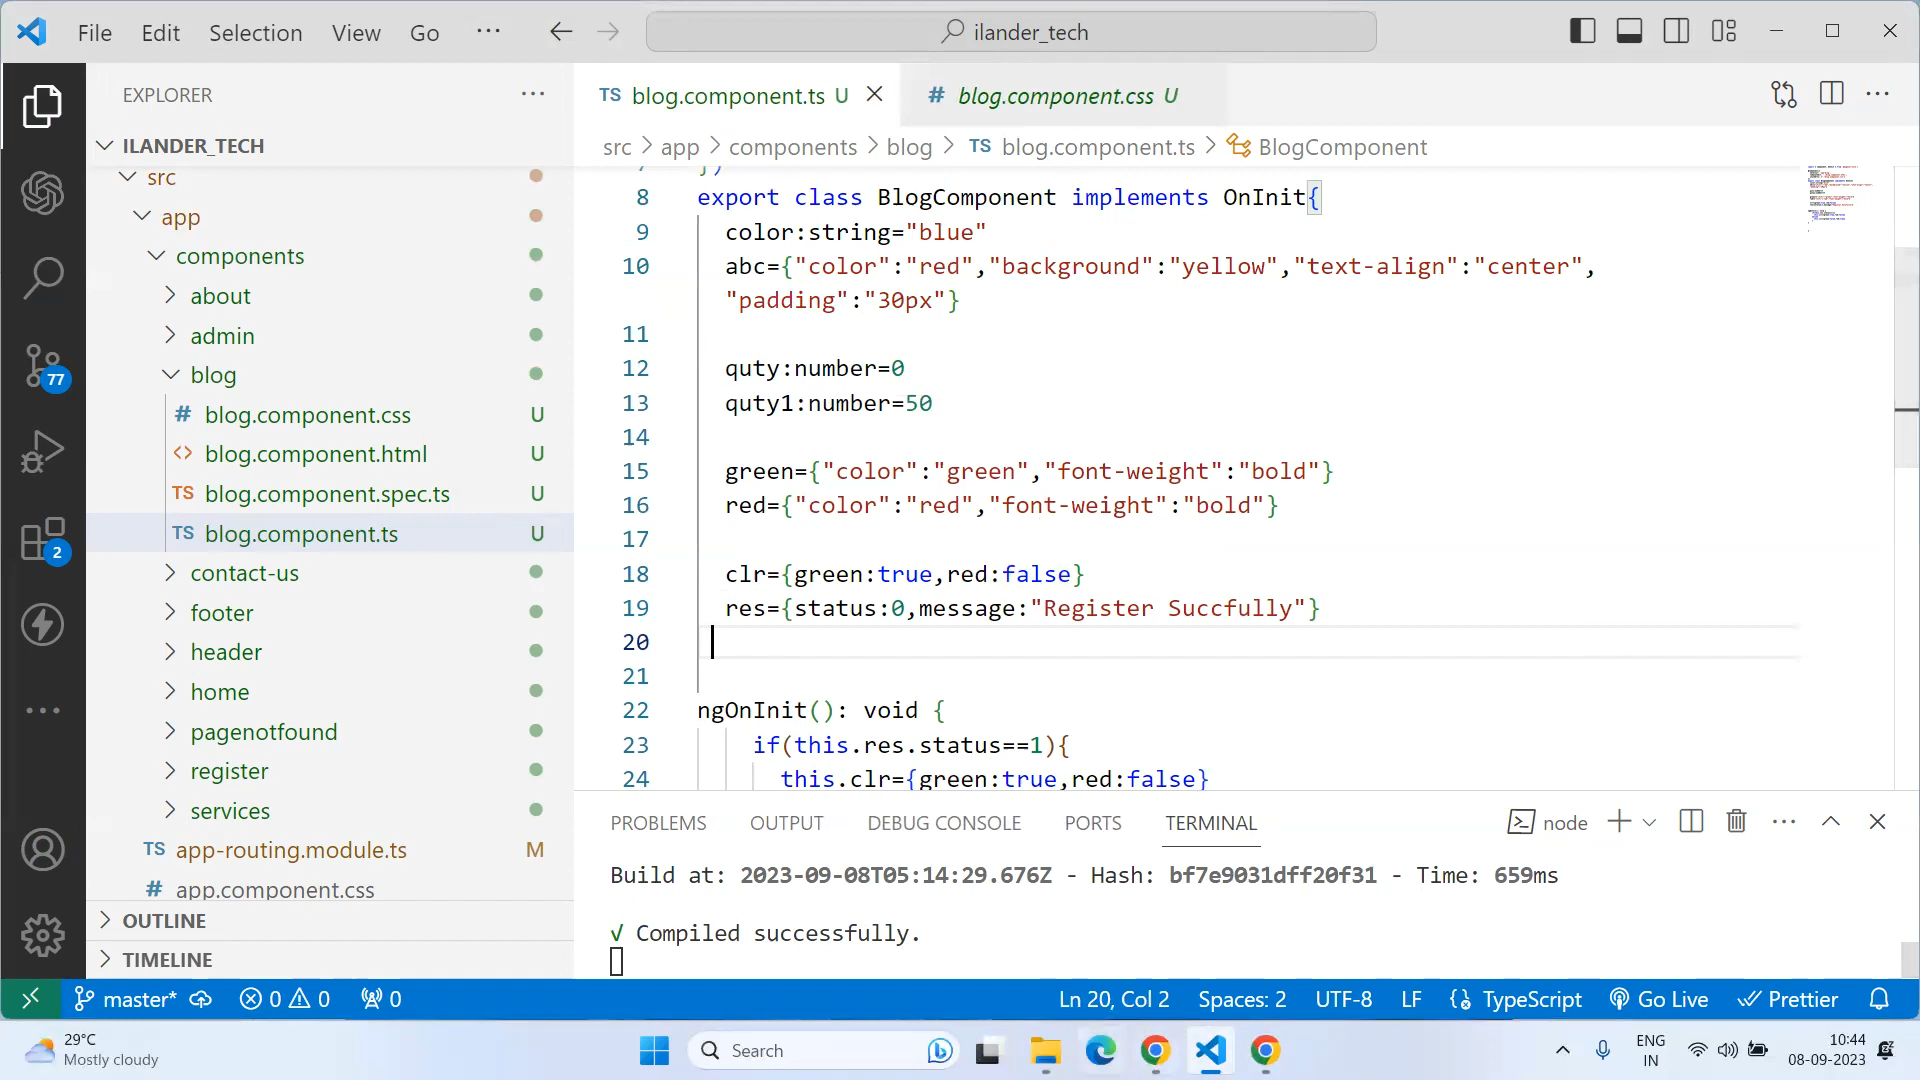 File Edit Selection View Go ··· ilander_tech
EXPLORER ···
ILANDER_TECH
src
app
components
about
admin
blog
# blog.component.css U
<> blog.component.html U
TS blog.component.spec.ts U
TS blog.component.ts U
contact-us
footer
header
home
pagenotfound
register
services
TS app-routing.module.ts M
# app.component.css
OUTLINE
TIMELINE
77
2
TS blog.component.ts U
# blog.component.css U
src > app > components > blog > TS blog.component.ts > BlogComponent
8 export class BlogComponent implements OnInit{
9 color:string="blue"
10 abc={"color":"red","background":"yellow","text-align":"center",
"padding":"30px"}
11
12 quty:number=0
13 quty1:number=50
14
15 green={"color":"green","font-weight":"bold"}
16 red={"color":"red","font-weight":"bold"}
17
18 clr={green:true,red:false}
19 res={status:0,message:"Register Succfully"}
20
21
22 ngOnInit(): void {
23 if(this.res.status==1){
24 this.clr={green:true,red:false}
PROBLEMS OUTPUT DEBUG CONSOLE PORTS TERMINAL node
Build at: 2023-09-08T05:14:29.676Z - Hash: bf7e9031dff20f31 - Time: 659ms
√ Compiled successfully.
master* 0 0 0 Ln 20, Col 2 Spaces: 2 UTF-8 LF TypeScript Go Live Prettier
29°C
Mostly cloudy
Search
ENG
IN
10:44
08-09-2023